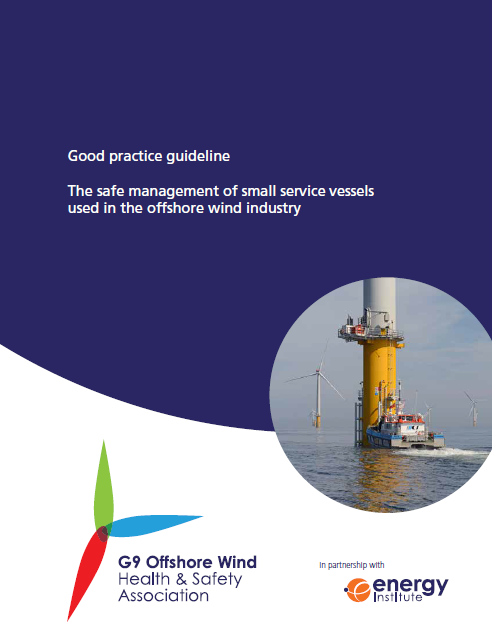 Good practice guideline
The safe management of small service vessels
used in the offshore wind industry
G9 Offshore Wind
Health & Safety
Association
In partnership with
energy
institute